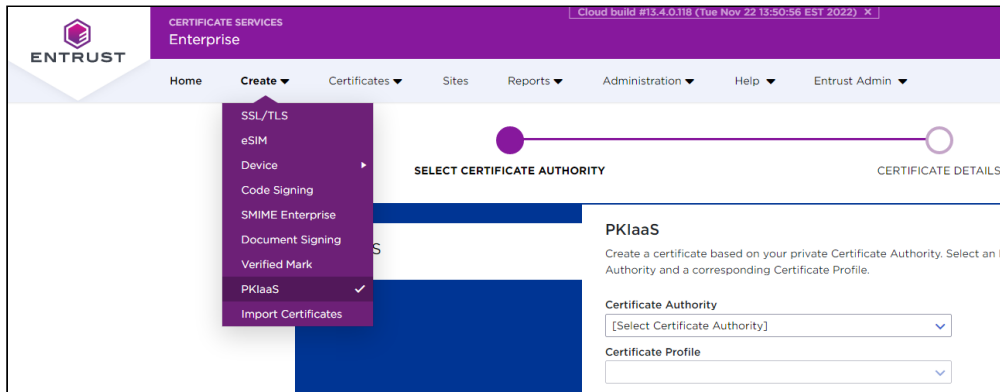 CERTIFICATE SERVICES
Enterprise
Cloud build #13.4.0.118 (Tue Nov 22 13:50:56 EST 2022) ×
ENTRUST
Home Create Certificates Sites Reports Administration Help Entrust Admin
SSL/TLS
eSIM
Device
Code Signing
SMIME Enterprise
Document Signing
Verified Mark
PKIaaS
Import Certificates
SELECT CERTIFICATE AUTHORITY
CERTIFICATE DETAILS
S
PKIaaS
Create a certificate based on your private Certificate Authority. Select an
Authority and a corresponding Certificate Profile.
Certificate Authority
[Select Certificate Authority]
Certificate Profile